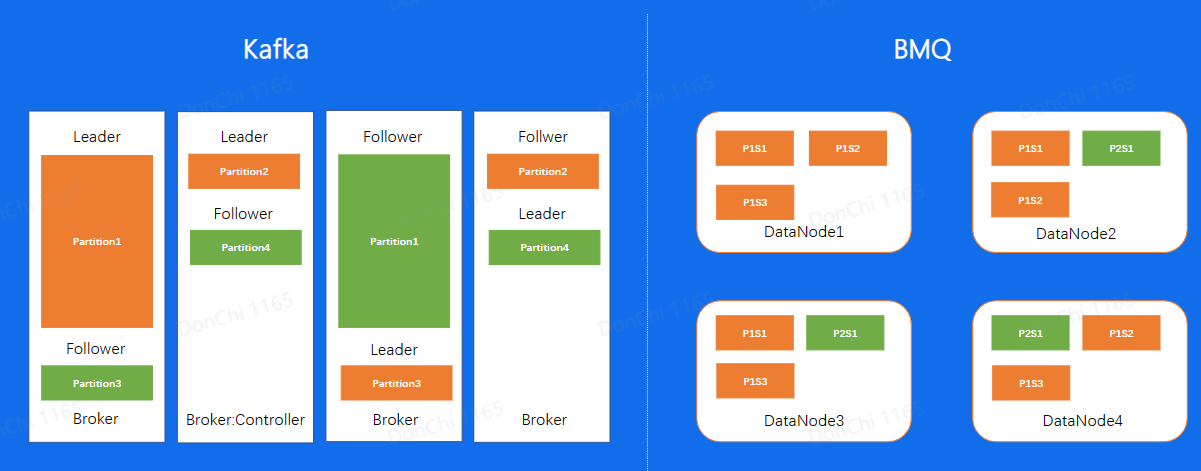 Kafka
Leader
Partition1
Follower
Partition3
Broker
Leader
Partition2
Follower
Partition4
Broker:Controller
Follower
Partition1
Leader
Partition3
Broker
Follwer
Partition2
Leader
Partition4
Broker
BMQ
P1S1 P1S2
P1S3
DataNode1
P1S1 P2S1
P1S2
DataNode2
P1S1 P2S1
P1S3
DataNode3
P2S1 P1S2
P1S3
DataNode4
DonChi 1165